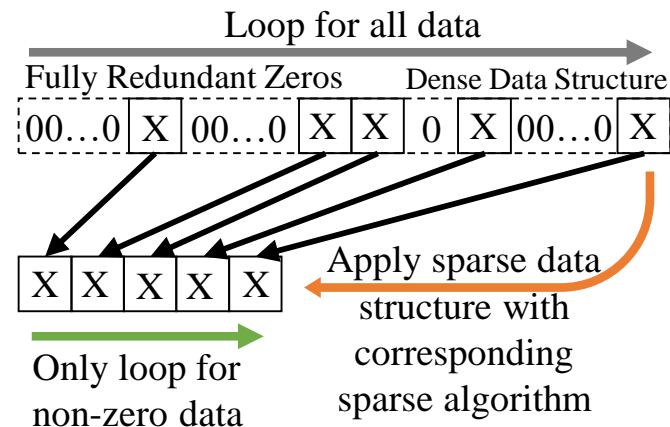 Loop for all data
Fully Redundant Zeros Dense Data Structure
00…0 X 00…0 X X 0 X 00…0 X
X X X X X
Apply sparse data
structure with
corresponding
sparse algorithm
Only loop for
non-zero data